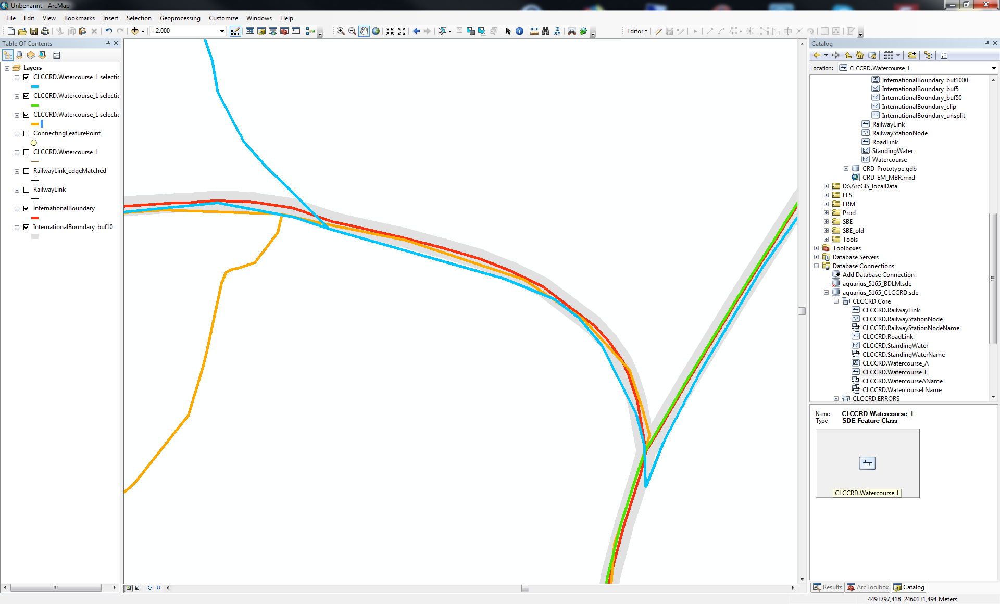 Unbenannt - ArcMap
File Edit View Bookmarks Insert Selection Geoprocessing Customize Windows Help
1:2.000
Editor
Table Of Contents
Layers
CLCCRD.Watercourse_L selectic
CLCCRD.Watercourse_L selectic
CLCCRD.Watercourse_L selectic
ConnectingFeaturePoint
CLCCRD.Watercourse_L
RailwayLink_edgeMatched
RailwayLink
InternationalBoundary
InternationalBoundary_buf10
Catalog
Location: CLCCRD.Watercourse_L
InternationalBoundary_buf1000
InternationalBoundary_buf5
InternationalBoundary_buf50
InternationalBoundary_clip
InternationalBoundary_unsplit
RailwayLink
RailwayStationNode
RoadLink
StandingWater
Watercourse
CRD-Prototype.gdb
CRD-EM_MBR.mxd
D:\ArcGIS_localData
ELS
ERM
Prod
SBE
SBE_old
Tools
Toolboxes
Database Servers
Database Connections
Add Database Connection
aquarius_5165_BDLM.sde
aquarius_5165_CLCCRD.sde
CLCCRD.Core
CLCCRD.RailwayLink
CLCCRD.RailwayStationNode
CLCCRD.RailwayStationNodeName
CLCCRD.RoadLink
CLCCRD.StandingWater
CLCCRD.StandingWaterName
CLCCRD.Watercourse_A
CLCCRD.Watercourse_L
CLCCRD.WatercourseAName
CLCCRD.WatercourseLName
CLCCRD.ERRORS
Name: CLCCRD.Watercourse_L
Type: SDE Feature Class
CLCCRD.Watercourse_L
Results ArcToolbox Catalog
4493797,418 2460131,494 Meters